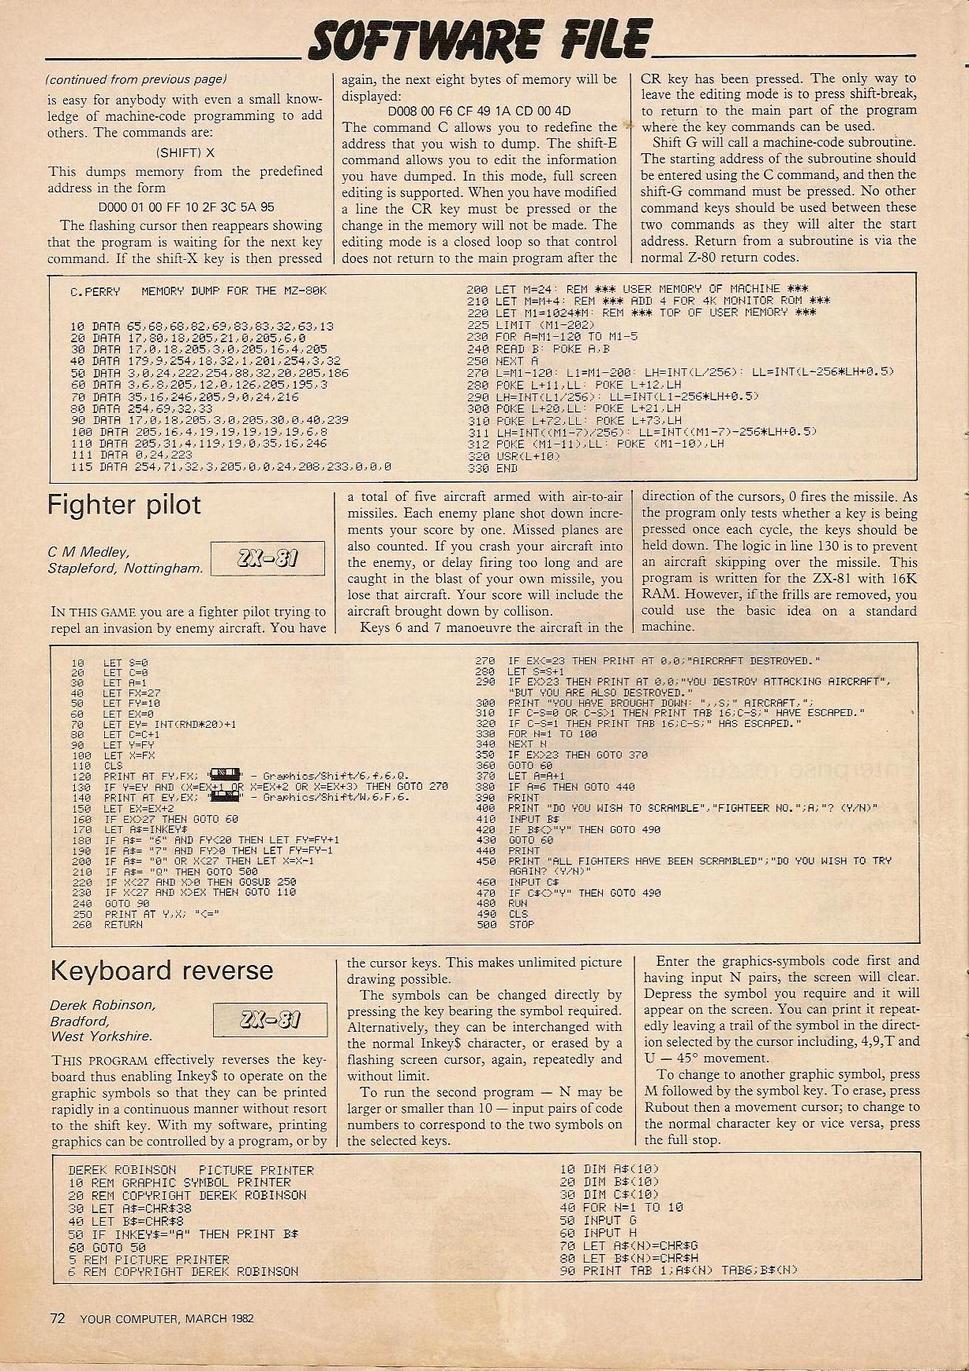 SOFTWARE FILE
(continued from previous page)
is easy for anybody with even a small know-
ledge of machine-code programming to add
others. The commands are:
(SHIFT) X
This dumps memory from the predefined
address in the form
D000 01 00 FF 10 2F 3C 5A 95
The flashing cursor then reappears showing
that the program is waiting for the next key
command. If the shift-X key is then pressed
again, the next eight bytes of memory will be
displayed:
D008 00 F6 CF 49 1A CD 00 4D
The command C allows you to redefine the
address that you wish to dump. The shift-E
command allows you to edit the information
you have dumped. In this mode, full screen
editing is supported. When you have modified
a line the CR key must be pressed or the
change in the memory will not be made. The
editing mode is a closed loop so that control
does not return to the main program after the
CR key has been pressed. The only way to
leave the editing mode is to press shift-break,
to return to the main part of the program
where the key commands can be used.
Shift G will call a machine-code subroutine.
The starting address of the subroutine should
be entered using the C command, and then the
shift-G command must be pressed. No other
command keys should be used between these
two commands as they will alter the start
address. Return from a subroutine is via the
normal Z-80 return codes.
C.PERRY MEMORY DUMP FOR THE MZ-80K
10 DATA 65,68,68,82,69,83,83,32,63,13
20 DATA 17,80,18,205,21,0,205,6,0
30 DATA 17,0,18,205,3,0,205,16,4,205
40 DATA 179,9,254,18,32,1,201,254,3,32
50 DATA 3,0,24,222,254,88,32,20,205,186
60 DATA 3,6,8,205,12,0,126,205,195,3
70 DATA 35,16,246,205,9,0,24,216
80 DATA 254,69,32,33
90 DATA 17,0,18,205,3,0,205,30,0,40,239
100 DATA 205,16,4,19,19,19,19,19,6,8
110 DATA 205,31,4,119,19,0,35,16,246
111 DATA 0,24,223
115 DATA 254,71,32,3,205,0,0,24,208,233,0,0,0
200 LET M=24: REM *** USER MEMORY OF MACHINE ***
210 LET M=M+4: REM *** ADD 4 FOR 4K MONITOR ROM ***
220 LET M1=1024*M: REM *** TOP OF USER MEMORY ***
225 LIMIT (M1-202)
230 FOR A=M1-120 TO M1-5
240 READ B: POKE A,B
250 NEXT A
270 L=M1-120: L1=M1-200: LH=INT(L/256): LL=INT(L-256*LH+0.5)
280 POKE L+11,LL: POKE L+12,LH
290 LH=INT(L1/256): LL=INT(L1-256*LH+0.5)
300 POKE L+20,LL: POKE L+21,LH
310 POKE L+72,LL: POKE L+73,LH
311 LH=INT((M1-7)/256): LL=INT((M1-7)-256*LH+0.5)
312 POKE (M1-11),LL: POKE (M1-10),LH
320 USR(L+10)
330 END
Fighter pilot
C M Medley,
Stapleford, Nottingham.
ZX-81
IN THIS GAME you are a fighter pilot trying to
repel an invasion by enemy aircraft. You have
a total of five aircraft armed with air-to-air
missiles. Each enemy plane shot down incre-
ments your score by one. Missed planes are
also counted. If you crash your aircraft into
the enemy, or delay firing too long and are
caught in the blast of your own missile, you
lose that aircraft. Your score will include the
aircraft brought down by collison.
Keys 6 and 7 manoeuvre the aircraft in the
direction of the cursors, 0 fires the missile. As
the program only tests whether a key is being
pressed once each cycle, the keys should be
held down. The logic in line 130 is to prevent
an aircraft skipping over the missile. This
program is written for the ZX-81 with 16K
RAM. However, if the frills are removed, you
could use the basic idea on a standard
machine.
10 LET S=0
20 LET C=0
30 LET A=1
40 LET FX=27
50 LET FY=10
60 LET EX=0
70 LET EY= INT(RND*20)+1
80 LET C=C+1
90 LET Y=FY
100 LET X=FX
110 CLS
120 PRINT AT FY,FX; " " - Graphics/Shift/6,f,6,Q.
130 IF Y=EY AND (X=EX+1 OR X=EX+2 OR X=EX+3) THEN GOTO 270
140 PRINT AT EY,EX; " " - Graphics/Shift/W,6,F,6.
150 LET EX=EX+2
160 IF EX>27 THEN GOTO 60
170 LET A$=INKEY$
180 IF A$= "6" AND FY<20 THEN LET FY=FY+1
190 IF A$= "7" AND FY>0 THEN LET FY=FY-1
200 IF A$= "0" OR X<27 THEN LET X=X-1
210 IF A$= "Q" THEN GOTO 500
220 IF X<27 AND X>0 THEN GOSUB 250
230 IF X<27 AND X>EX THEN GOTO 110
240 GOTO 90
250 PRINT AT Y,X; "<="
260 RETURN
270 IF EX<=23 THEN PRINT AT 0,0;"AIRCRAFT DESTROYED."
280 LET S=S+1
290 IF EX>23 THEN PRINT AT 0,0;"YOU DESTROY ATTACKING AIRCRAFT",
"BUT YOU ARE ALSO DESTROYED."
300 PRINT "YOU HAVE BROUGHT DOWN: ",,S;" AIRCRAFT,";
310 IF C-S=0 OR C-S>1 THEN PRINT TAB 16;C-S;" HAVE ESCAPED."
320 IF C-S=1 THEN PRINT TAB 16;C-S;" HAS ESCAPED."
330 FOR N=1 TO 100
340 NEXT N
350 IF EX>23 THEN GOTO 370
360 GOTO 60
370 LET A=A+1
380 IF A=6 THEN GOTO 440
390 PRINT
400 PRINT "DO YOU WISH TO SCRAMBLE","FIGHTEER NO.";A;"? (Y/N)"
410 INPUT B$
420 IF B$<>"Y" THEN GOTO 490
430 GOTO 60
440 PRINT
450 PRINT "ALL FIGHTERS HAVE BEEN SCRAMBLED";"DO YOU WISH TO TRY
AGAIN? (Y/N)"
460 INPUT C$
470 IF C$<>"Y" THEN GOTO 490
480 RUN
490 CLS
500 STOP
Keyboard reverse
Derek Robinson,
Bradford,
West Yorkshire.
ZX-81
THIS PROGRAM effectively reverses the key-
board thus enabling Inkey$ to operate on the
graphic symbols so that they can be printed
rapidly in a continuous manner without resort
to the shift key. With my software, printing
graphics can be controlled by a program, or by
the cursor keys. This makes unlimited picture
drawing possible.
The symbols can be changed directly by
pressing the key bearing the symbol required.
Alternatively, they can be interchanged with
the normal Inkey$ character, or erased by a
flashing screen cursor, again, repeatedly and
without limit.
To run the second program — N may be
larger or smaller than 10 — input pairs of code
numbers to correspond to the two symbols on
the selected keys.
Enter the graphics-symbols code first and
having input N pairs, the screen will clear.
Depress the symbol you require and it will
appear on the screen. You can print it repeat-
edly leaving a trail of the symbol in the direct-
ion selected by the cursor including, 4,9,T and
U — 45° movement.
To change to another graphic symbol, press
M followed by the symbol key. To erase, press
Rubout then a movement cursor; to change to
the normal character key or vice versa, press
the full stop.
DEREK ROBINSON PICTURE PRINTER
10 REM GRAPHIC SYMBOL PRINTER
20 REM COPYRIGHT DEREK ROBINSON
30 LET A$=CHR$38
40 LET B$=CHR$8
50 IF INKEY$="A" THEN PRINT B$
60 GOTO 50
5 REM PICTURE PRINTER
6 REM COPYRIGHT DEREK ROBINSON
10 DIM A$(10)
20 DIM B$(10)
30 DIM C$(10)
40 FOR N=1 TO 10
50 INPUT G
60 INPUT H
70 LET A$(N)=CHR$G
80 LET B$(N)=CHR$H
90 PRINT TAB 1;A$(N) TAB6;B$(N)
72 YOUR COMPUTER, MARCH 1982